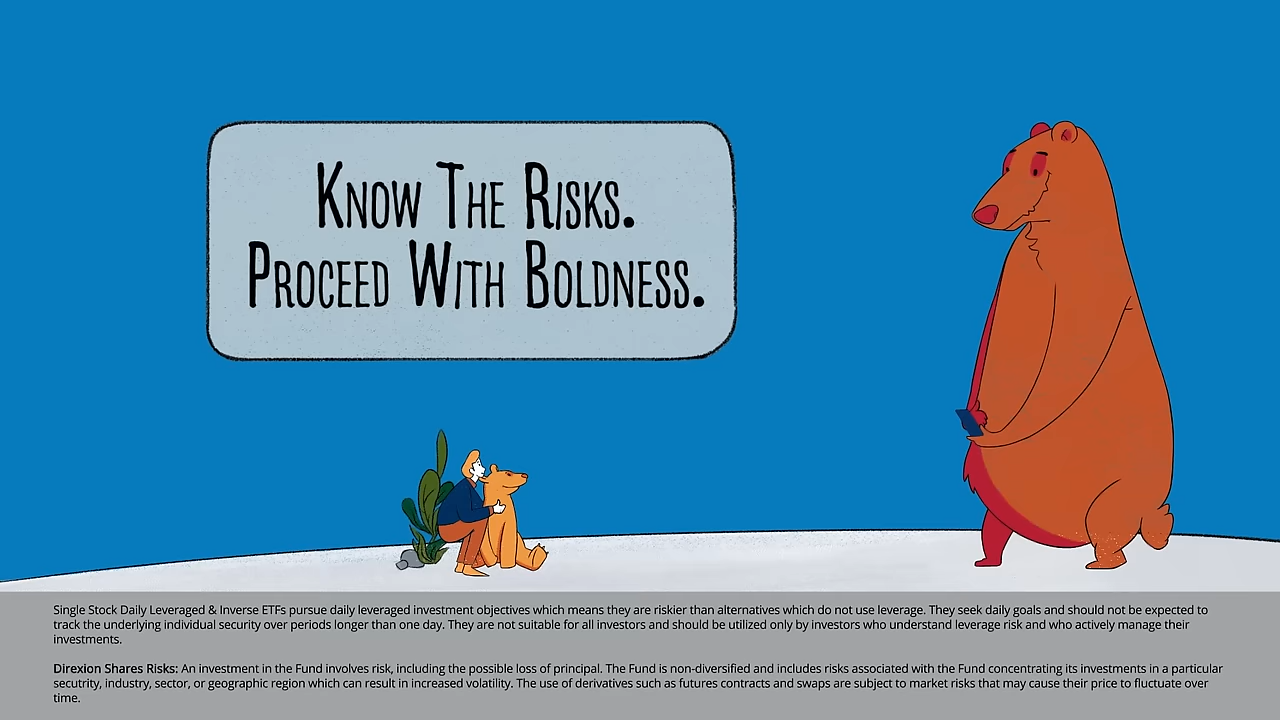 Know The Risks.
Proceed With Boldness.
Single Stock Daily Leveraged & Inverse ETFs pursue daily leveraged investment objectives which means they are riskier than alternatives which do not use leverage. They seek daily goals and should not be expected to
track the underlying individual security over periods longer than one day. They are not suitable for all investors and should be utilized only by investors who understand leverage risk and who actively manage their
investments.
Direxion Shares Risks: An investment in the Fund involves risk, including the possible loss of principal. The Fund is non-diversified and includes risks associated with the Fund concentrating its investments in a particular
secutrity, industry, sector, or geographic region which can result in increased volatility. The use of derivatives such as futures contracts and swaps are subject to market risks that may cause their price to fluctuate over
time.